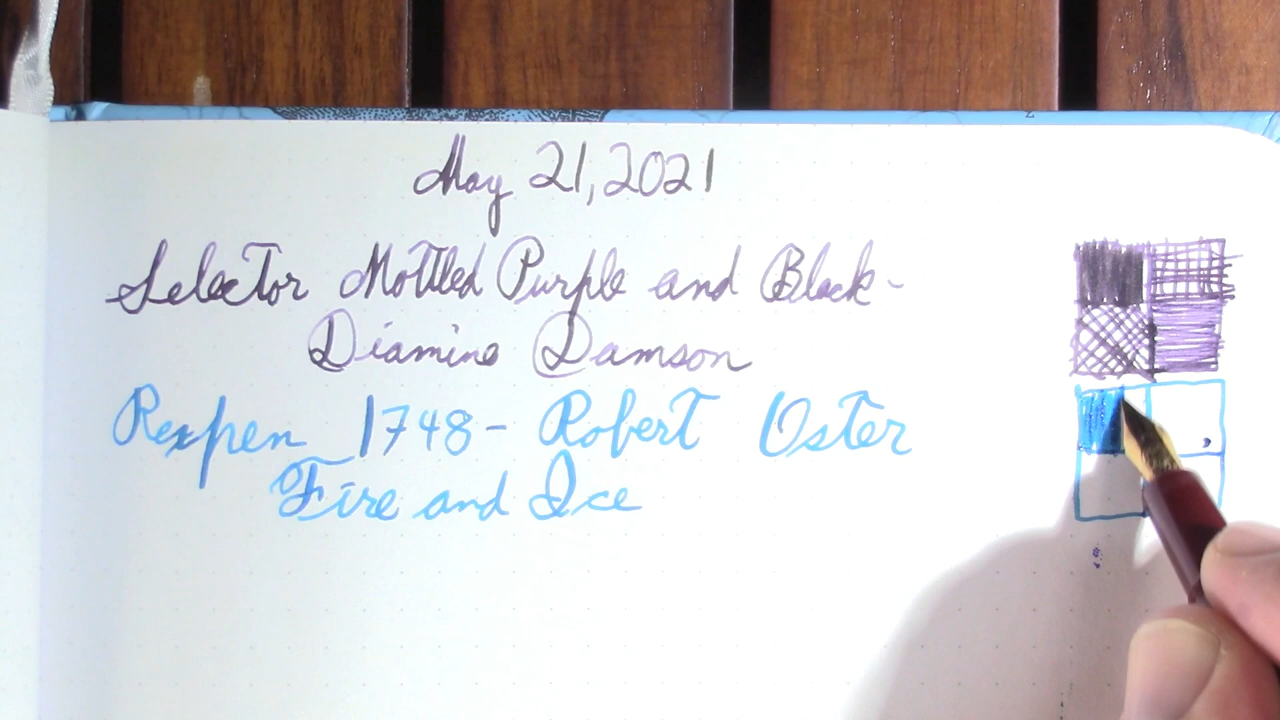 May 21, 2021
Selector Mottled Purple and Black-
Diamine Damson
Rexpen 1748- Robert Oster
Fire and Ice